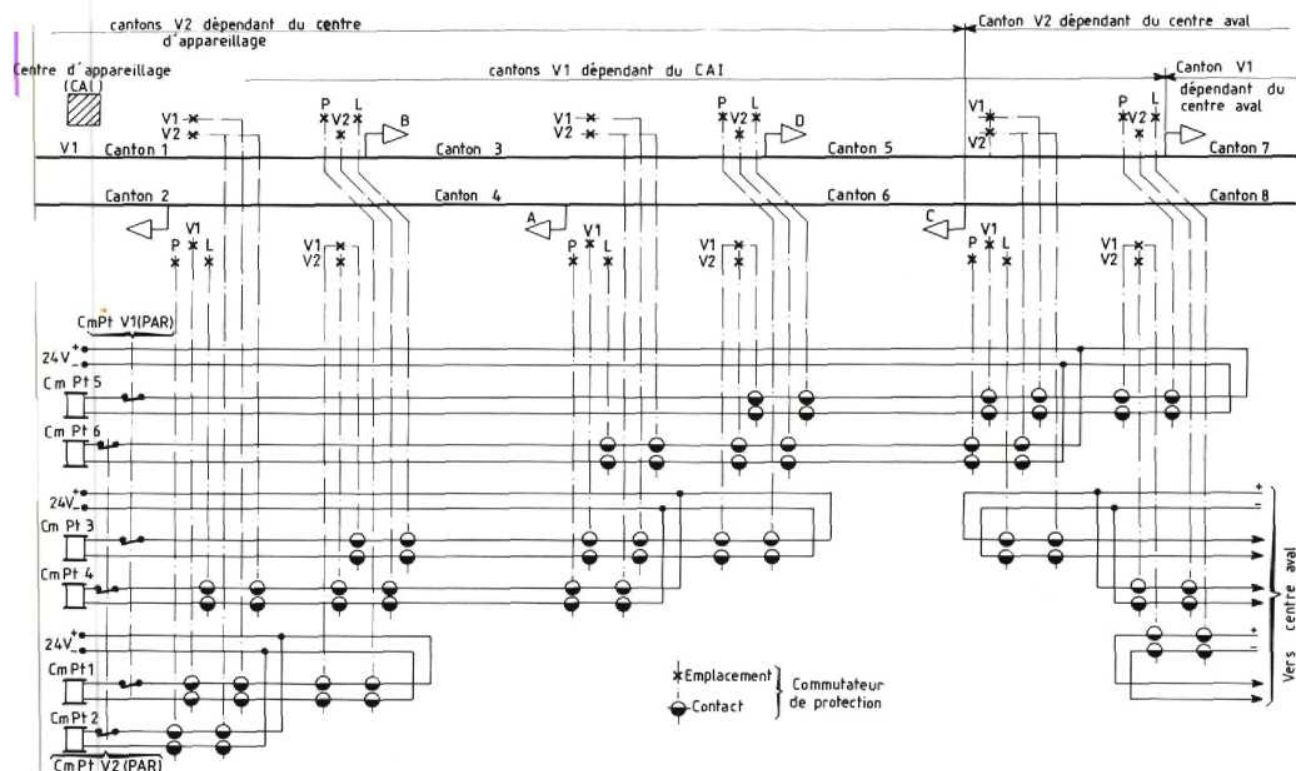 cantons V2 dépendant du centre
d'appareillage
Canton V2 dépendant du centre aval
Centre d'appareillage
(CAI)
cantons V1 dépendant du CAI
Canton V1
dépendant du
centre aval
V1
V2
P
V2
L
B
V1
V2
P
V2
L
D
V1
V2
P
V2
L
V1
Canton 1
Canton 3
Canton 5
Canton 7
Canton 2
Canton 4
Canton 6
Canton 8
A
C
P
V1
L
V1
V2
P
V1
L
V1
V2
P
V1
L
V1
V2
CmPt V1(PAR)
24V
+
-
Cm Pt 5
Cm Pt 6
24V
+
-
Cm Pt 3
Cm Pt 4
+
-
24V
+
-
CmPt 1
CmPt 2
+
-
CmPt V2 (PAR)
Emplacement
Contact
Commutateur
de protection
Vers centre aval